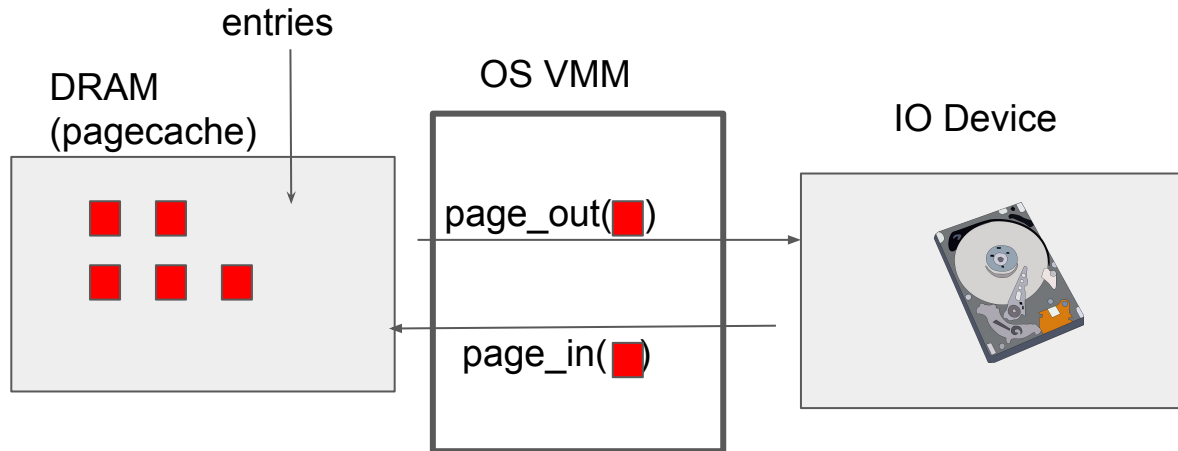 entries
OS VMM
DRAM
(pagecache)
IO Device
page_out( )
page_in( )